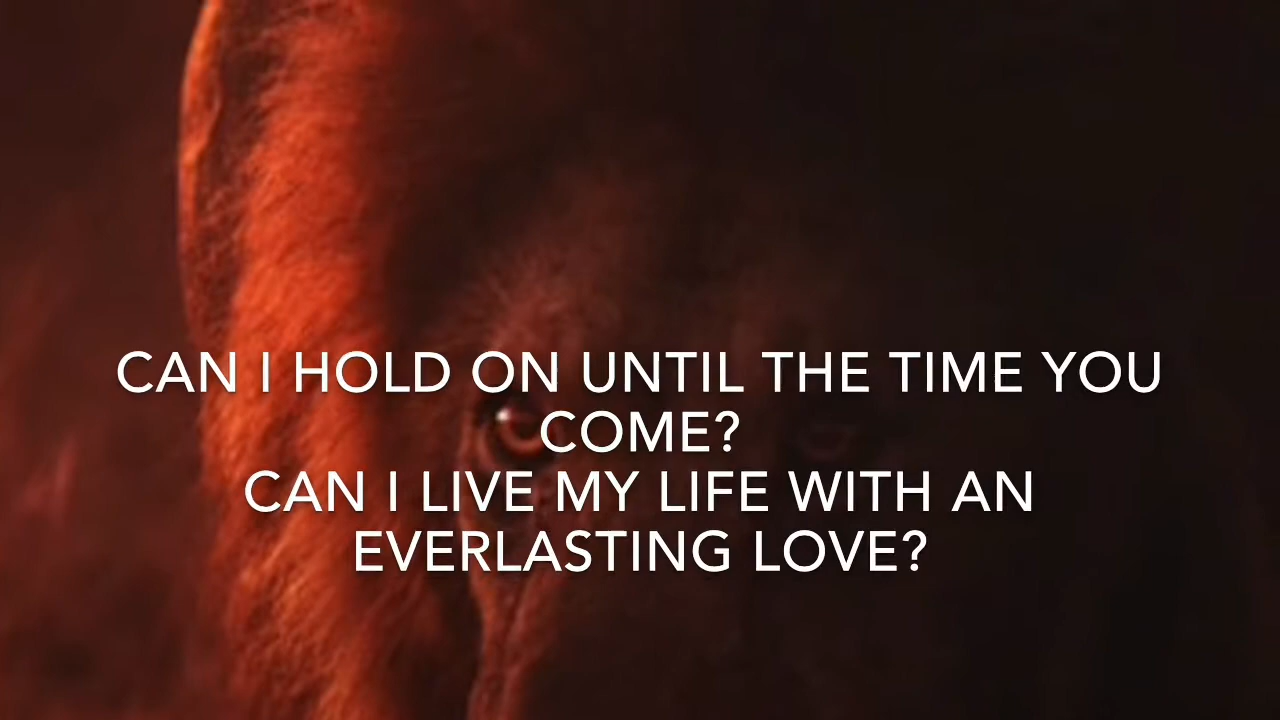 CAN I HOLD ON UNTIL THE TIME YOU
COME?
CAN I LIVE MY LIFE WITH AN
EVERLASTING LOVE?